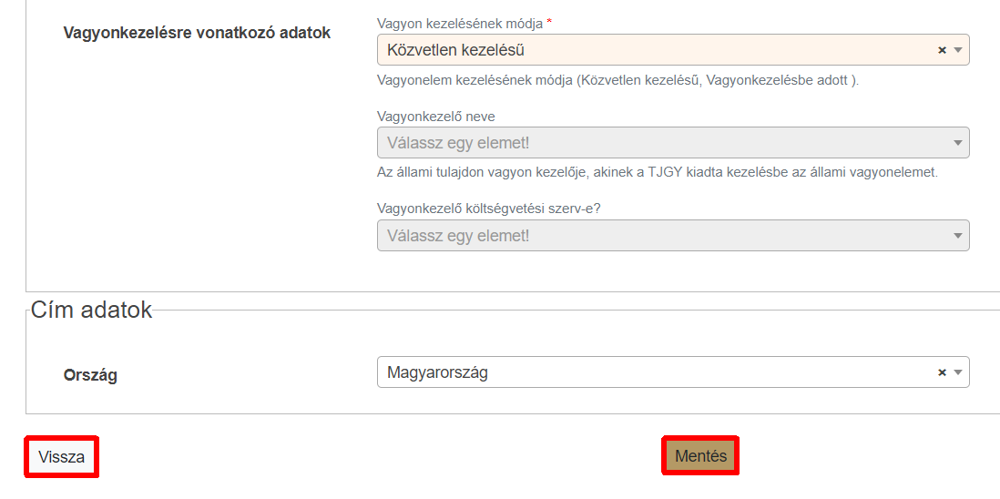 Vagyonkezelésre vonatkozó adatok
Vagyon kezelésének módja *
Közvetlen kezelésű
Vagyonelem kezelésének módja (Közvetlen kezelésű, Vagyonkezelésbe adott ).
Vagyonkezelő neve
Válassz egy elemet!
Az állami tulajdon vagyon kezelője, akinek a TJGY kiadta kezelésbe az állami vagyonelemet.
Vagyonkezelő költségvetési szerv-e?
Válassz egy elemet!
Cím adatok
Ország
Magyarország
Vissza
Mentés